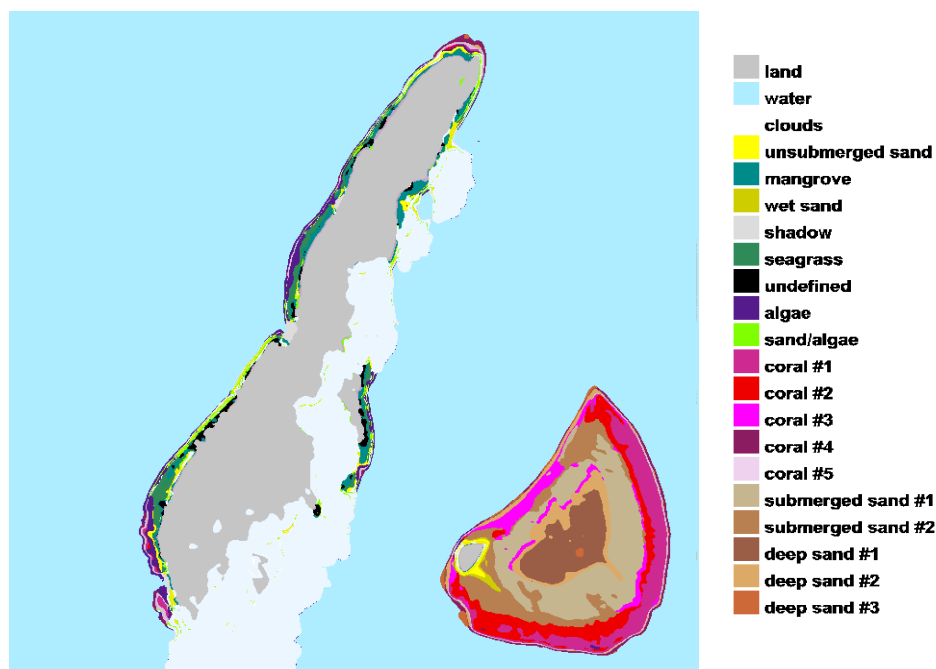 land
water
clouds
unsubmerged sand
mangrove
wet sand
shadow
seagrass
undefined
algae
sand/algae
coral #1
coral #2
coral #3
coral #4
coral #5
submerged sand #1
submerged sand #2
deep sand #1
deep sand #2
deep sand #3